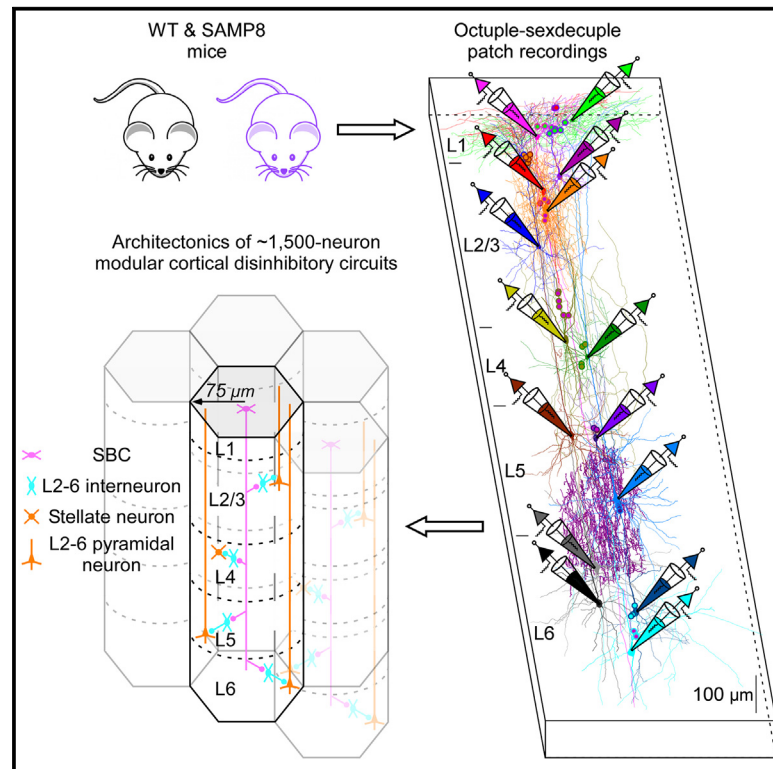 WT & SAMP8
mice
Octuple-sexdecuple
patch recordings
L1
L2/3
L4
L5
L6
100 µm
Architectonics of ~1,500-neuron
modular cortical disinhibitory circuits
75 µm
L1
L2/3
L4
L5
L6
SBC
L2-6 interneuron
Stellate neuron
L2-6 pyramidal
neuron